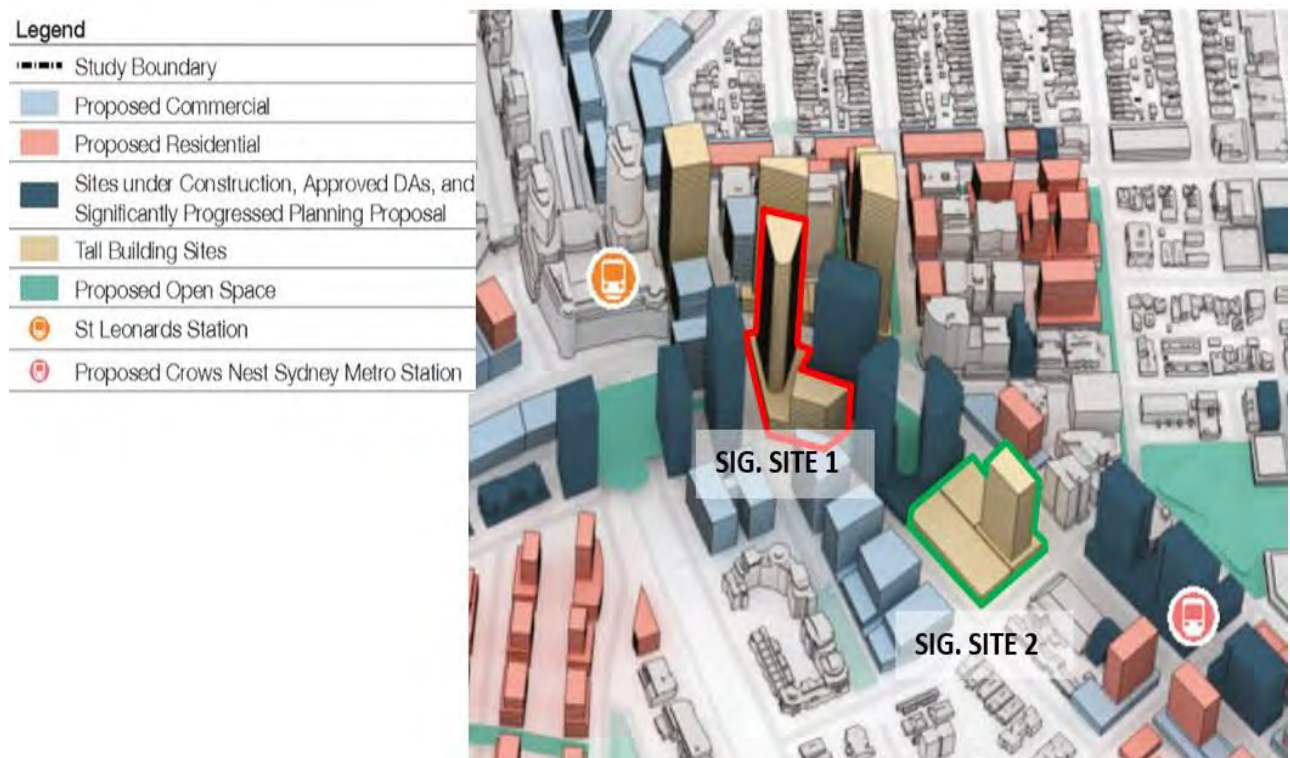 Legend
Study Boundary
Proposed Commercial
Proposed Residential
Sites under Construction, Approved DAs, and
Significantly Progressed Planning Proposal
Tall Building Sites
Proposed Open Space
St Leonards Station
Proposed Crows Nest Sydney Metro Station
SIG. SITE 1
SIG. SITE 2